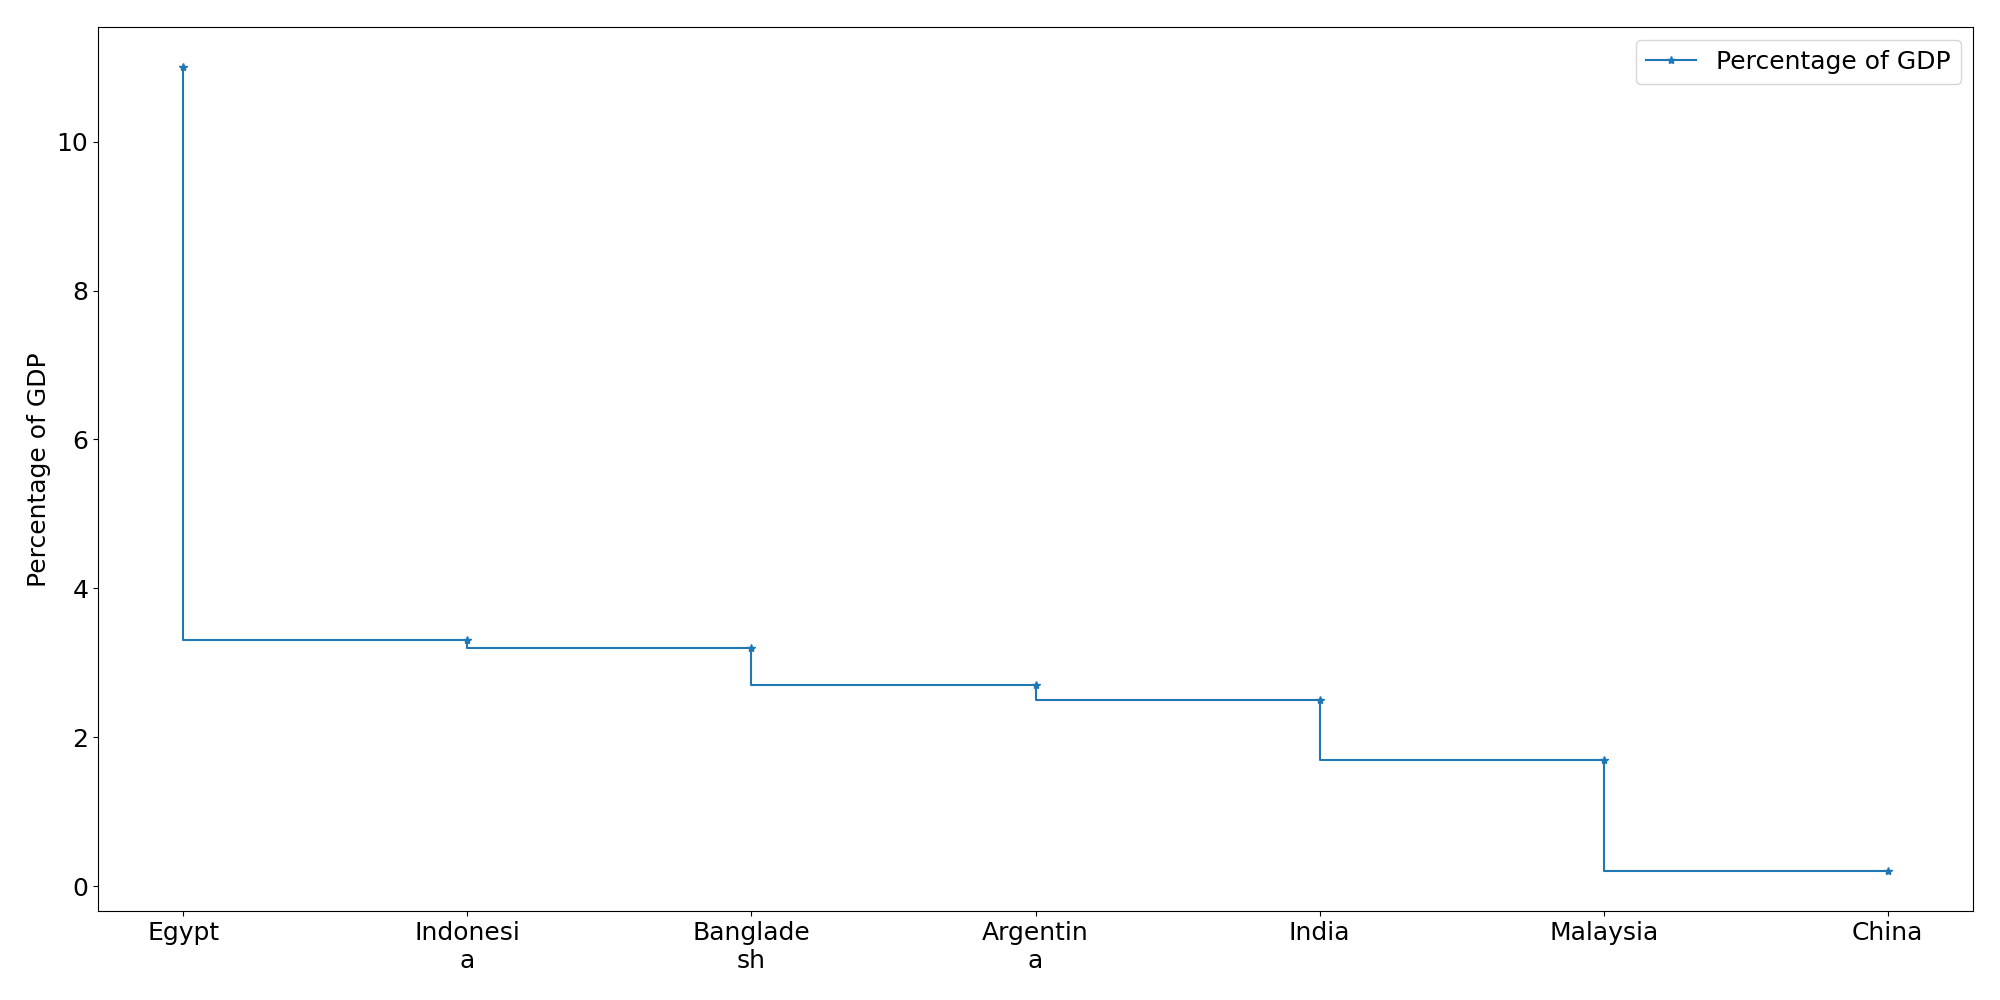 Percentage of GDP
10
8
6
4
2
0
Percentage of GDP
Egypt
Indonesi
a
Banglade
sh
Argentin
a
India
Malaysia
China